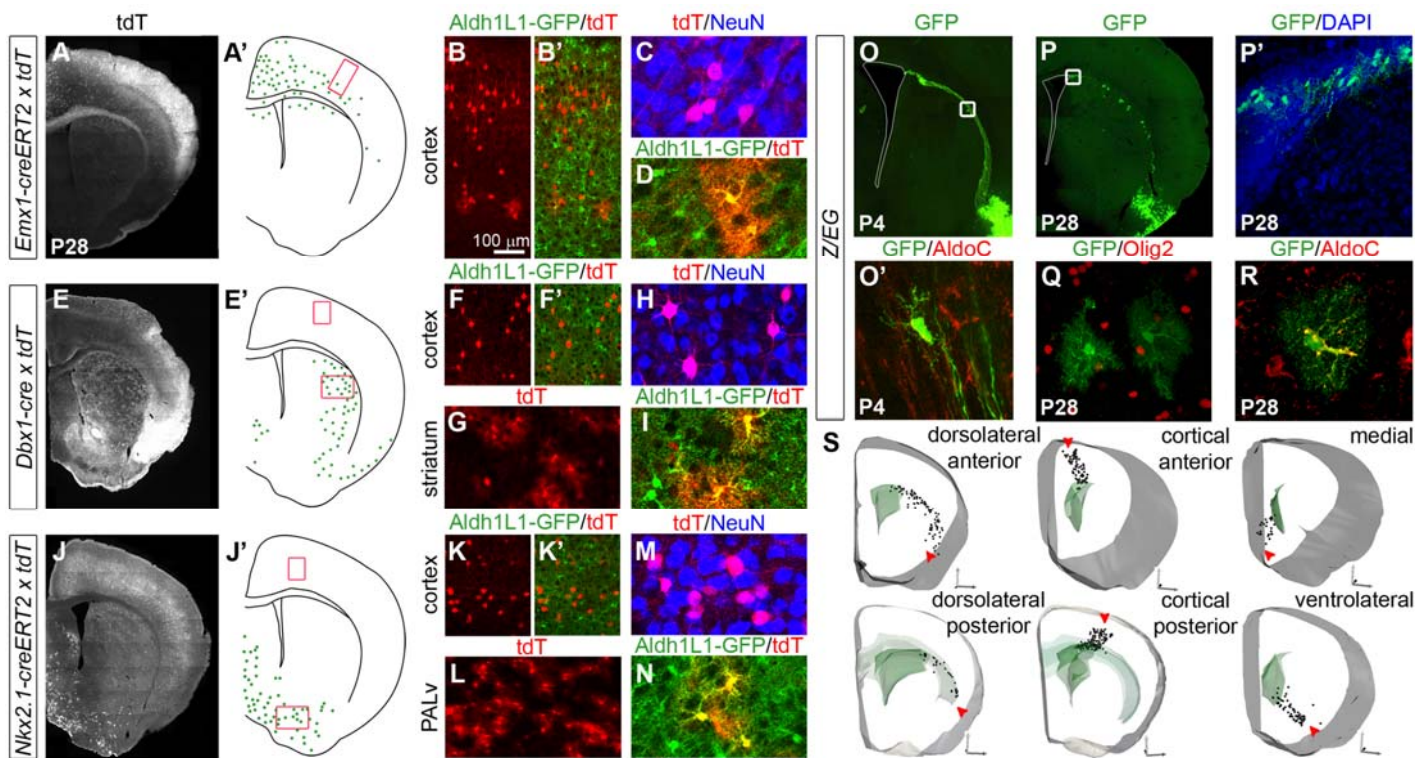 tdT
Aldh1L1-GFP/tdT
tdT/NeuN
GFP
GFP
GFP/DAPI
Emx1-creERT2 x tdT
A
P28
A'
cortex
B
B'
100 μm
C
Aldh1L1-GFP/tdT
D
Dbx1-cre x tdT
E
E'
Aldh1L1-GFP/tdT
cortex
F
F'
tdT/NeuN
H
striatum
tdT
G
Aldh1L1-GFP/tdT
I
Nkx2.1-creERT2 x tdT
J
J'
Aldh1L1-GFP/tdT
cortex
K
K'
tdT/NeuN
M
PALv
tdT
L
Aldh1L1-GFP/tdT
N
Z/EG
O
P4
P
P28
P'
P28
GFP/AldoC
O'
P4
GFP/Olig2
Q
P28
GFP/AldoC
R
P28
S
dorsolateral
anterior
cortical
anterior
medial
dorsolateral
posterior
cortical
posterior
ventrolateral